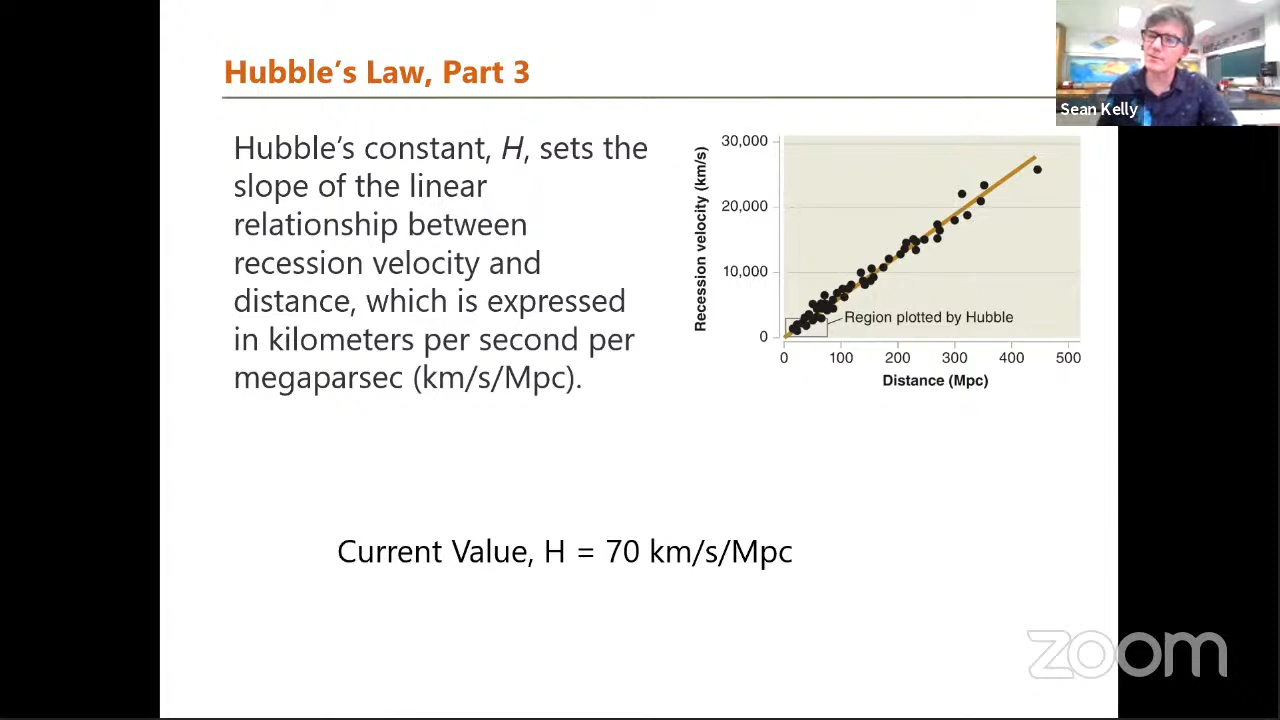 Hubble’s Law, Part 3
Sean Kelly
Hubble’s constant, H, sets the
slope of the linear
relationship between
recession velocity and
distance, which is expressed
in kilometers per second per
megaparsec (km/s/Mpc).
Recession velocity (km/s)
30,000
20,000
10,000
0
Region plotted by Hubble
0 100 200 300 400 500
Distance (Mpc)
Current Value, H = 70 km/s/Mpc
zoom